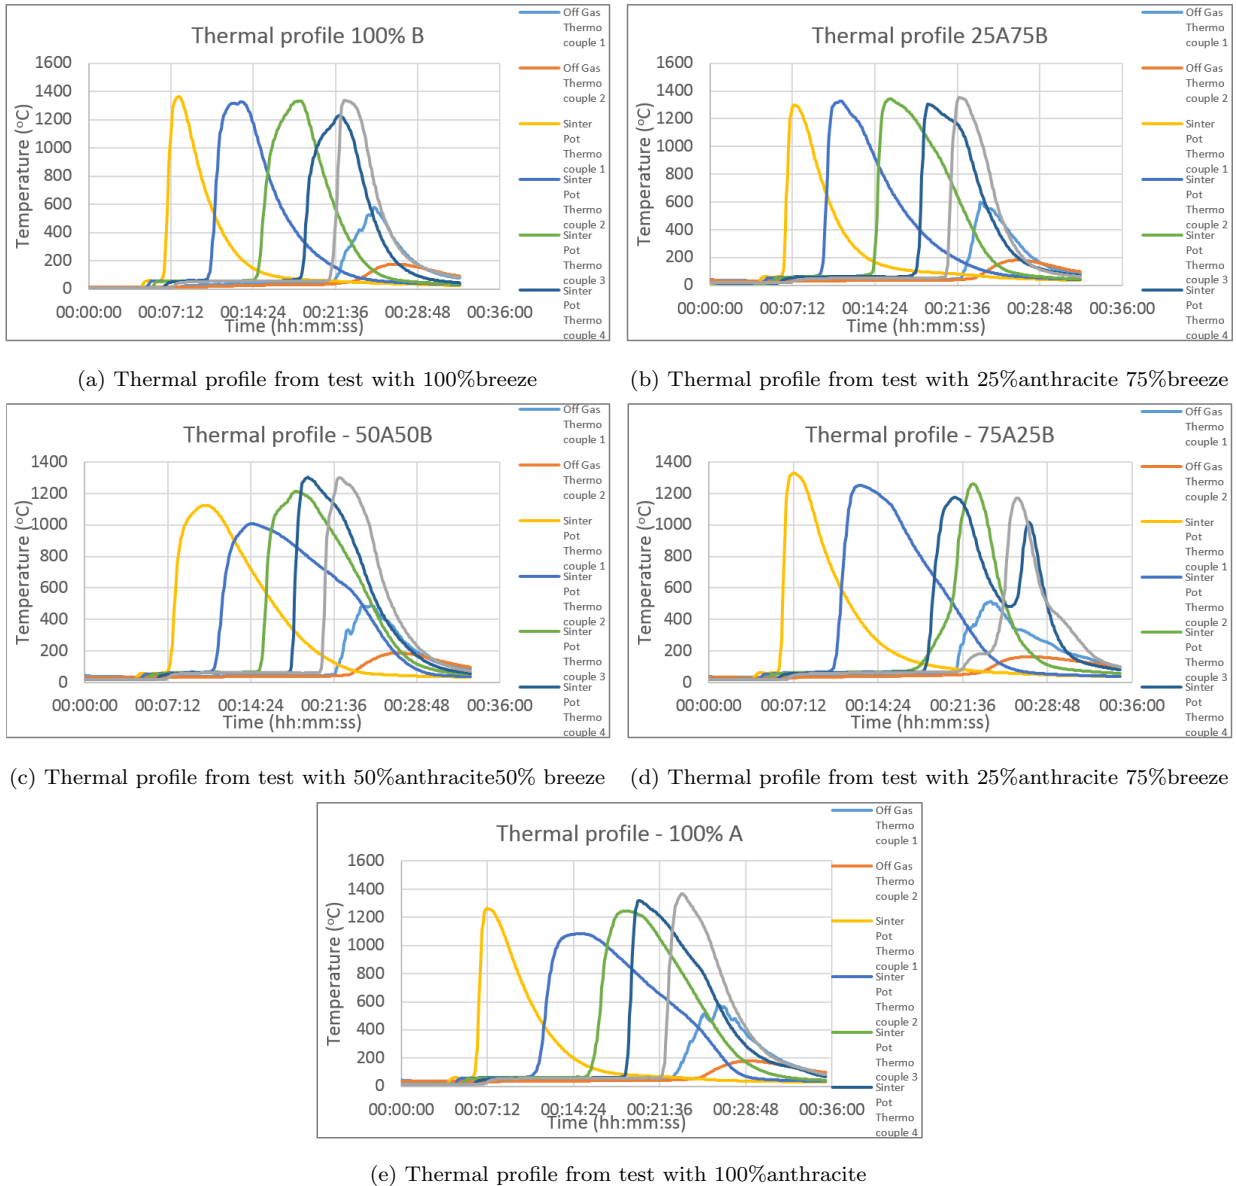 Thermal profile 100% B
Temperature (°C)
1600
1400
1200
1000
800
600
400
200
0
00:00:00 00:07:12 00:14:24 00:21:36 00:28:48 00:36:00
Time (hh:mm:ss)
Off Gas
Thermo
couple 1
Off Gas
Thermo
couple 2
Sinter
Pot
Thermo
couple 1
Sinter
Pot
Thermo
couple 2
Sinter
Pot
Thermo
couple 3
Sinter
Pot
Thermo
couple 4
(a) Thermal profile from test with 100%breeze
Thermal profile 25A75B
Temperature (°C)
1600
1400
1200
1000
800
600
400
200
0
00:00:00 00:07:12 00:14:24 00:21:36 00:28:48 00:36:00
Time (hh:mm:ss)
Off Gas
Thermo
couple 1
Off Gas
Thermo
couple 2
Sinter
Pot
Thermo
couple 1
Sinter
Pot
Thermo
couple 2
Sinter
Pot
Thermo
couple 3
Sinter
Pot
Thermo
couple 4
(b) Thermal profile from test with 25%anthracite 75%breeze
Thermal profile - 50A50B
Temperature (°C)
1400
1200
1000
800
600
400
200
0
00:00:00 00:07:12 00:14:24 00:21:36 00:28:48 00:36:00
Time (hh:mm:ss)
Off Gas
Thermo
couple 1
Off Gas
Thermo
couple 2
Sinter
Pot
Thermo
couple 1
Sinter
Pot
Thermo
couple 2
Sinter
Pot
Thermo
couple 3
Sinter
Pot
Thermo
couple 4
(c) Thermal profile from test with 50%anthracite50% breeze
Thermal profile - 75A25B
Temperature (°C)
1400
1200
1000
800
600
400
200
0
00:00:00 00:07:12 00:14:24 00:21:36 00:28:48 00:36:00
Time (hh:mm:ss)
Off Gas
Thermo
couple 1
Off Gas
Thermo
couple 2
Sinter
Pot
Thermo
couple 1
Sinter
Pot
Thermo
couple 2
Sinter
Pot
Thermo
couple 3
Sinter
Pot
Thermo
couple 4
(d) Thermal profile from test with 25%anthracite 75%breeze
Thermal profile - 100% A
Temperature (°C)
1600
1400
1200
1000
800
600
400
200
0
00:00:00 00:07:12 00:14:24 00:21:36 00:28:48 00:36:00
Time (hh:mm:ss)
Off Gas
Thermo
couple 1
Off Gas
Thermo
couple 2
Sinter
Pot
Thermo
couple 1
Sinter
Pot
Thermo
couple 2
Sinter
Pot
Thermo
couple 3
Sinter
Pot
Thermo
couple 4
(e) Thermal profile from test with 100%anthracite